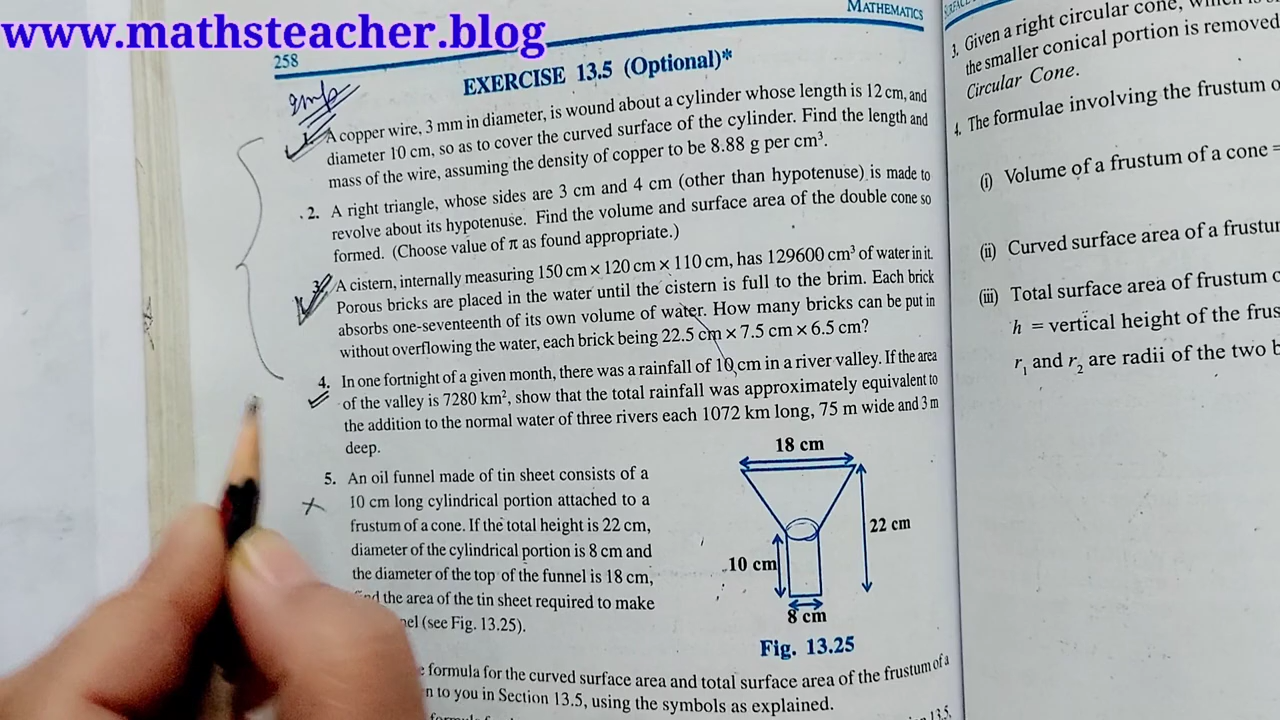 www.mathsteacher.blog
MATHEMATICS
258
EXERCISE 13.5 (Optional)*
Imp
1. A copper wire, 3 mm in diameter, is wound about a cylinder whose length is 12 cm, and
diameter 10 cm, so as to cover the curved surface of the cylinder. Find the length and
mass of the wire, assuming the density of copper to be 8.88 g per cm³.
2. A right triangle, whose sides are 3 cm and 4 cm (other than hypotenuse) is made to
revolve about its hypotenuse. Find the volume and surface area of the double cone so
formed. (Choose value of π as found appropriate.)
3. A cistern, internally measuring 150 cm × 120 cm × 110 cm, has 129600 cm³ of water in it.
Porous bricks are placed in the water until the cistern is full to the brim. Each brick
absorbs one-seventeenth of its own volume of water. How many bricks can be put in
without overflowing the water, each brick being 22.5 cm × 7.5 cm × 6.5 cm?
4. In one fortnight of a given month, there was a rainfall of 10 cm in a river valley. If the area
of the valley is 7280 km², show that the total rainfall was approximately equivalent to
the addition to the normal water of three rivers each 1072 km long, 75 m wide and 3 m
deep.
5. An oil funnel made of tin sheet consists of a
10 cm long cylindrical portion attached to a
frustum of a cone. If the total height is 22 cm,
diameter of the cylindrical portion is 8 cm and
the diameter of the top of the funnel is 18 cm,
the area of the tin sheet required to make
(see Fig. 13.25).
18 cm
22 cm
10 cm
8 cm
Fig. 13.25
formula for the curved surface area and total surface area of the frustum of a
to you in Section 13.5, using the symbols as explained.
13.5,
3. Given a right circular cone,
the smaller conical portion is removed
Circular Cone.
4. The formulae involving the frustum
(i) Volume of a frustum of a cone =
(ii) Curved surface area of a
(iii) Total surface area of frustum
h = vertical height of the
r₁ and r₂ are radii of the two